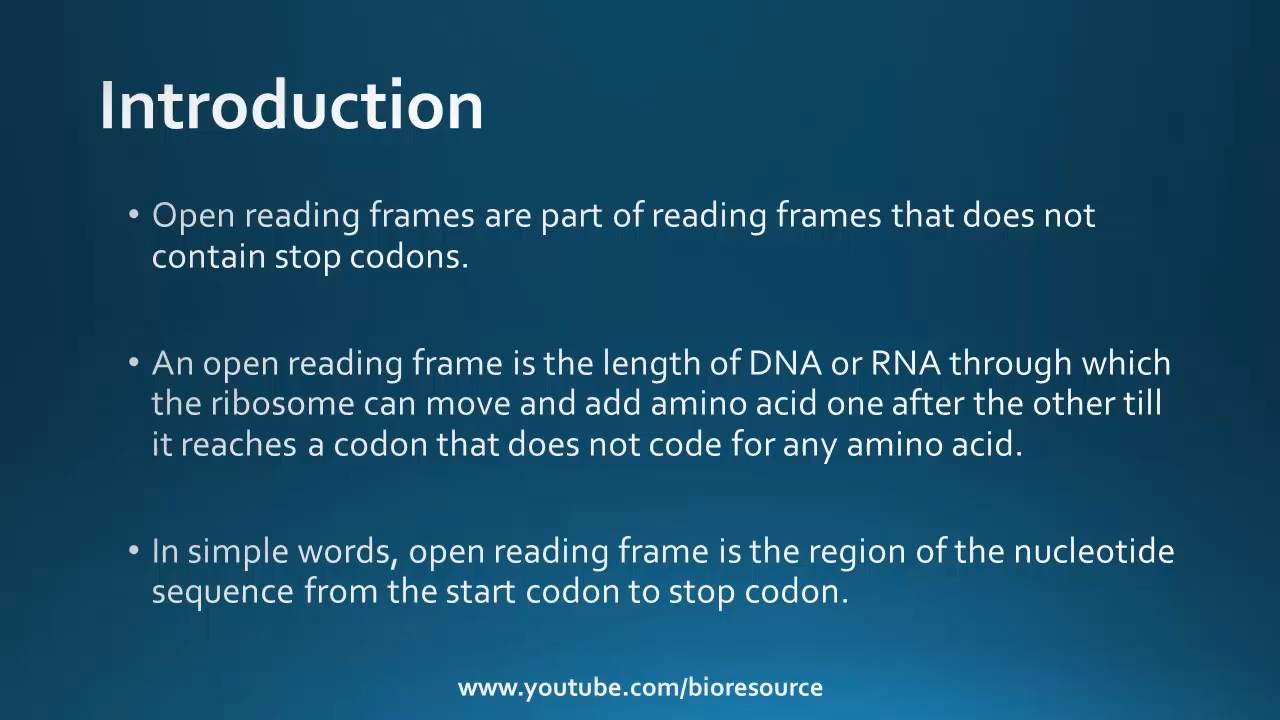 Introduction
• Open reading frames are part of reading frames that does not
contain stop codons.
• An open reading frame is the length of DNA or RNA through which
the ribosome can move and add amino acid one after the other till
it reaches a codon that does not code for any amino acid.
• In simple words, open reading frame is the region of the nucleotide
sequence from the start codon to stop codon.
www.youtube.com/bioresource